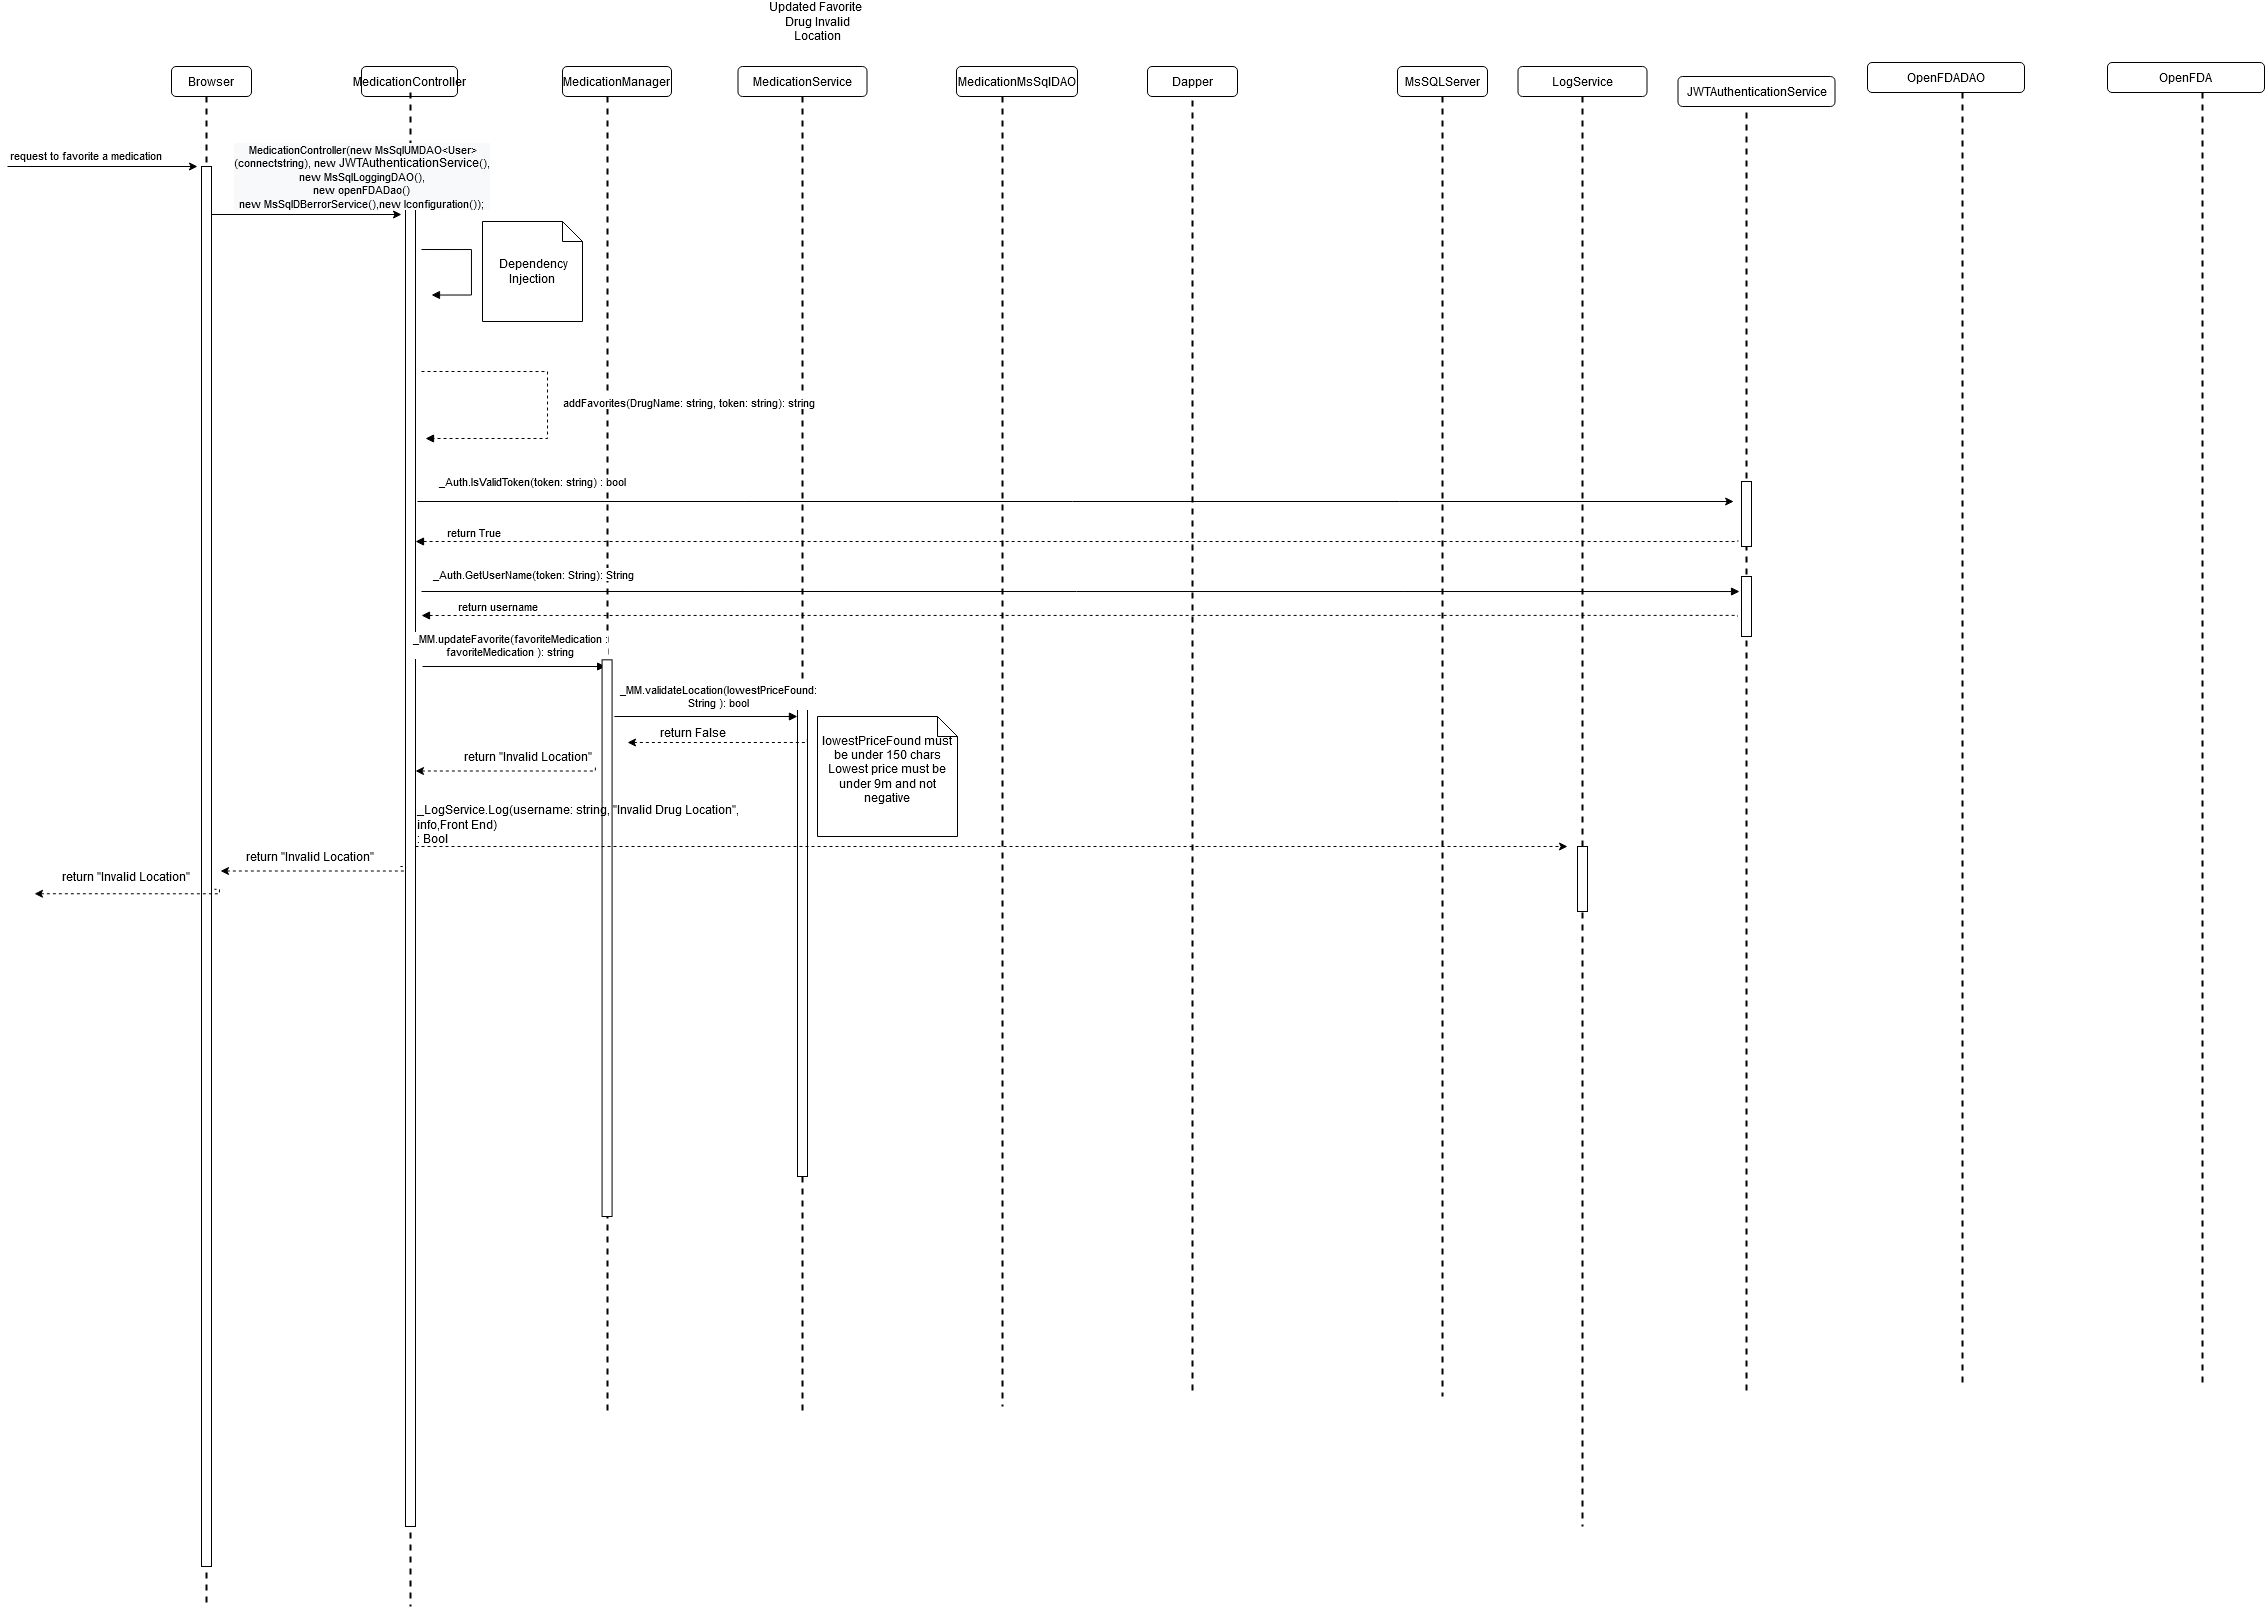 Updated Favorite
Drug Invalid
Location
Browser
MedicationController
MedicationManager
MedicationService
MedicationMsSqlDAO
Dapper
MsSQLServer
LogService
JWTAuthenticationService
OpenFDADAO
OpenFDA
request to favorite a medication
MedicationController(new MsSqlUMDAO<User>
(connectstring), new JWTAuthenticationService(),
new MsSqlLoggingDAO(),
new openFDADao()
new MsSqlDBerrorService(),new Iconfiguration());
Dependency
Injection
addFavorites(DrugName: string, token: string): string
_Auth.IsValidToken(token: string) : bool
return True
_Auth.GetUserName(token: String): String
return username
_MM.updateFavorite(favoriteMedication :
favoriteMedication ): string
_MM.validateLocation(lowestPriceFound:
String ): bool
return False
lowestPriceFound must
be under 150 chars
Lowest price must be
under 9m and not
negative
return "Invalid Location"
_LogService.Log(username: string, "Invalid Drug Location",
info,Front End)
: Bool
return "Invalid Location"
return "Invalid Location"